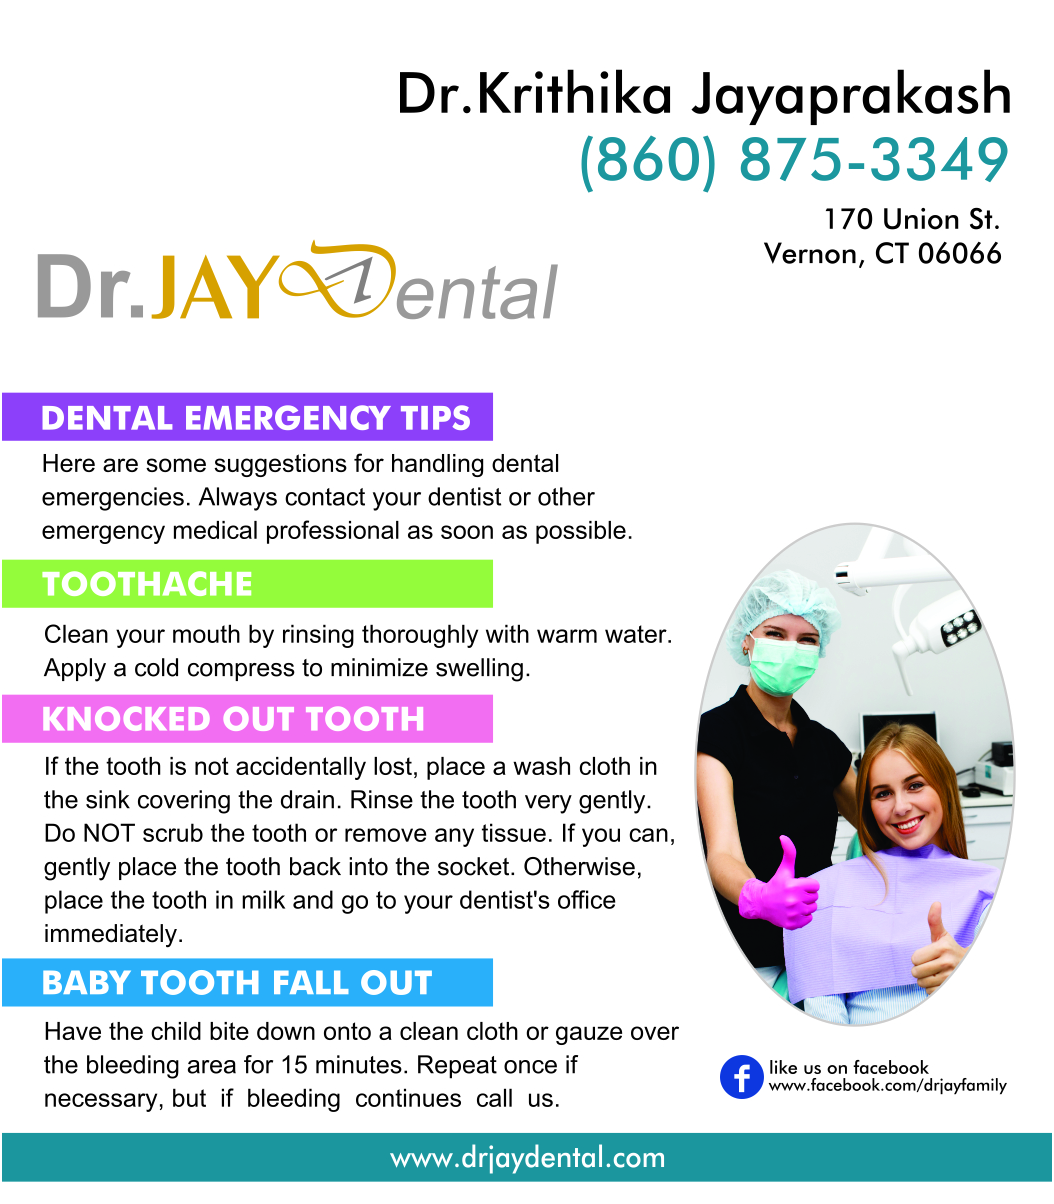 Dr.Krithika Jayaprakash
(860) 875-3349
170 Union St.
Vernon, CT 06066
Dr.JAY Dental
DENTAL EMERGENCY TIPS
Here are some suggestions for handling dental
emergencies. Always contact your dentist or other
emergency medical professional as soon as possible.
TOOTHACHE
Clean your mouth by rinsing thoroughly with warm water.
Apply a cold compress to minimize swelling.
KNOCKED OUT TOOTH
If the tooth is not accidentally lost, place a wash cloth in
the sink covering the drain. Rinse the tooth very gently.
Do NOT scrub the tooth or remove any tissue. If you can,
gently place the tooth back into the socket. Otherwise,
place the tooth in milk and go to your dentist's office
immediately.
BABY TOOTH FALL OUT
Have the child bite down onto a clean cloth or gauze over
the bleeding area for 15 minutes. Repeat once if
necessary, but if bleeding continues call us.
f like us on facebook
www.facebook.com/drjayfamily
www.drjaydental.com